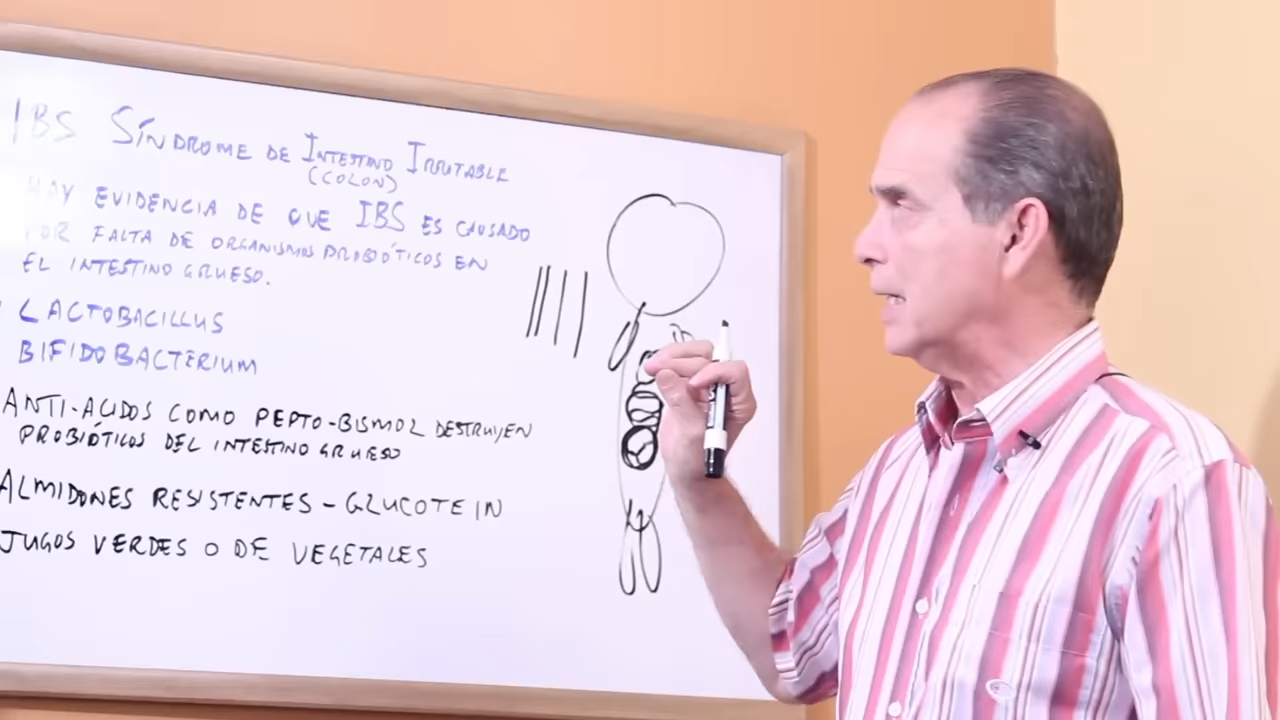 IBS SÍNDROME DE INTESTINO IRRITABLE
(COLON)
HAY EVIDENCIA DE QUE IBS ES CAUSADO
POR FALTA DE ORGANISMOS PROBIÓTICOS EN
EL INTESTINO GRUESO.
LACTOBACILLUS
BIFIDOBACTERIUM
ANTI-ACIDOS COMO PEPTO-BISMOL DESTRUYEN
PROBIÓTICOS DEL INTESTINO GRUESO
ALMIDONES RESISTENTES - GLUCOTEIN
JUGOS VERDES O DE VEGETALES